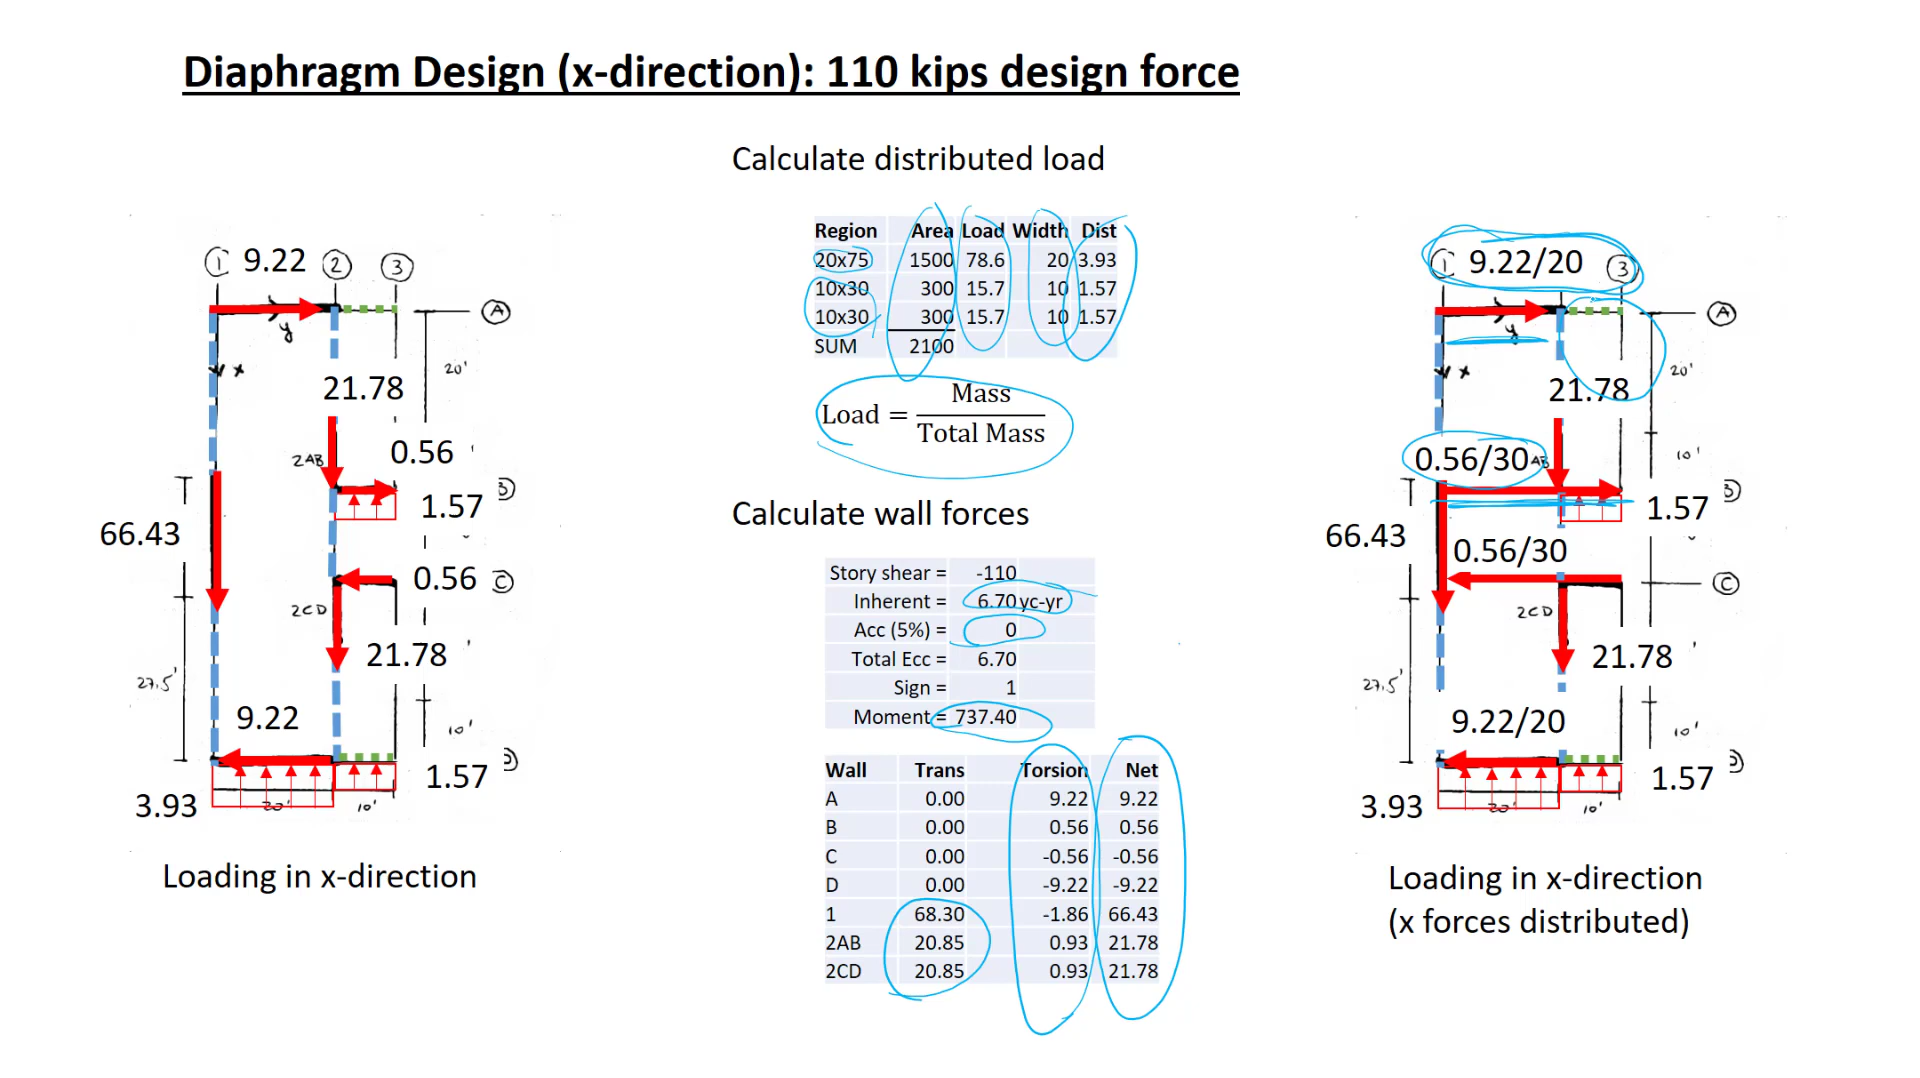 Diaphragm Design (x-direction): 110 kips design force
Calculate distributed load
Region Area Load Width Dist
20x75 1500 78.6 20 3.93
10x30 300 15.7 10 1.57
10x30 300 15.7 10 1.57
SUM 2100
Load = Mass / Total Mass
Calculate wall forces
Story shear = -110
Inherent = 6.70 yc-yr
Acc (5%) = 0
Total Ecc = 6.70
Sign = 1
Moment = 737.40
Wall Trans Torsion Net
A 0.00 9.22 9.22
B 0.00 0.56 0.56
C 0.00 -0.56 -0.56
D 0.00 -9.22 -9.22
1 68.30 -1.86 66.43
2AB 20.85 0.93 21.78
2CD 20.85 0.93 21.78
1 9.22 2 3
A
y
x
20'
21.78
2AB
0.56
1.57
66.43
0.56 C
2CD
21.78
27.5'
9.22
10'
1.57
3.93
20' 10'
Loading in x-direction
1 9.22/20 3
A
y
x
20'
21.78
0.56/30 AB
10'
1.57
66.43
0.56/30
C
2CD
21.78
27.5'
9.22/20
10'
1.57
3.93
20' 10'
Loading in x-direction
(x forces distributed)